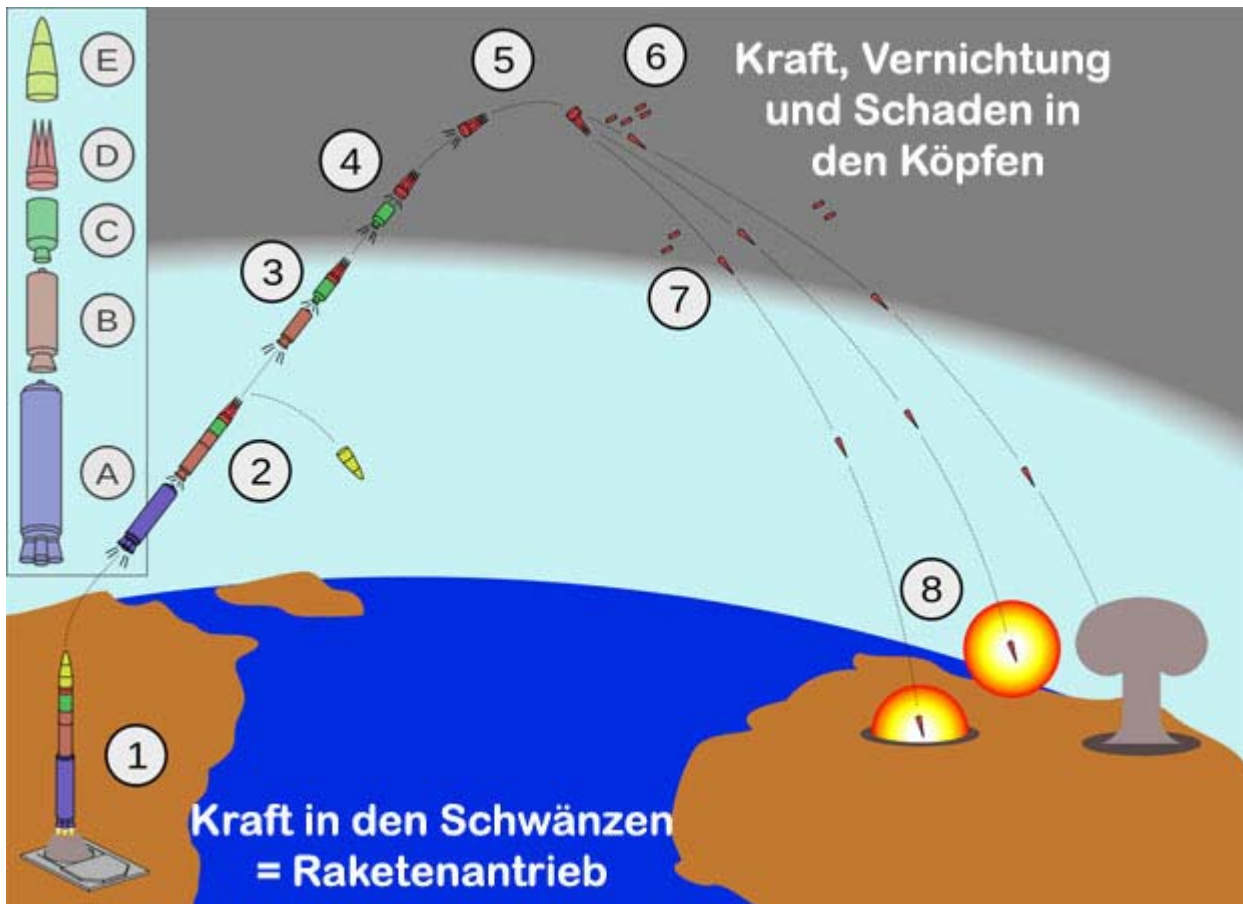 E
D
C
B
A
5
6
Kraft, Vernichtung
und Schaden in
den Köpfen
4
3
7
2
8
1
Kraft in den Schwänzen
= Raketenantrieb